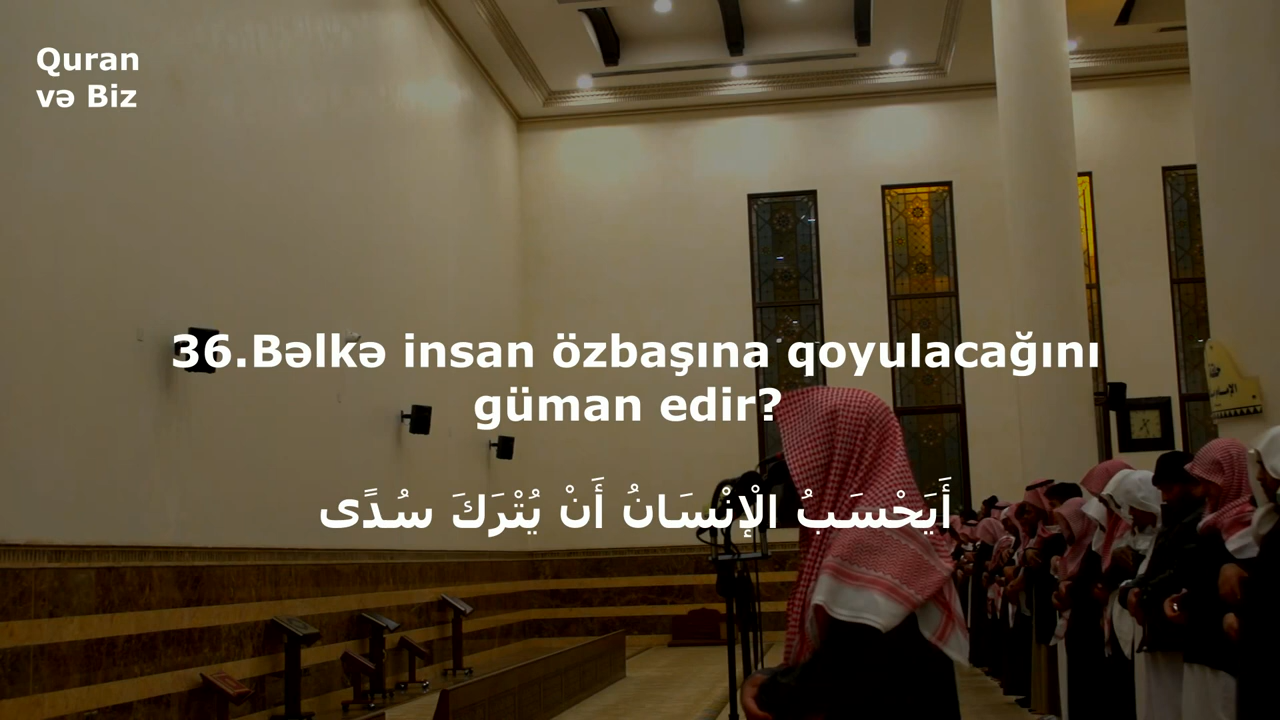 Quran
və Biz
36.Bəlkə insan özbaşına qoyulacağını
güman edir?
أَيَحْسَبُ الْإِنْسَانُ أَنْ يُتْرَكَ سُدًى